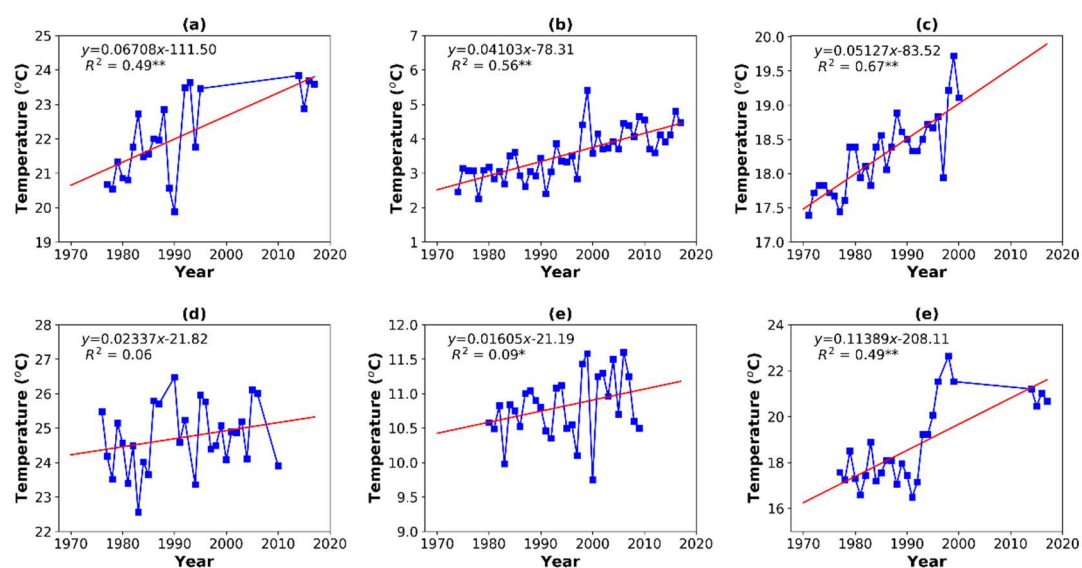 (a)
y=0.06708x-111.50
R² = 0.49**
25
24
23
22
21
20
19
Temperature (°C)
1970 1980 1990 2000 2010 2020
Year
(b)
y=0.04103x-78.31
R² = 0.56**
7
6
5
4
3
2
1
Temperature (°C)
1970 1980 1990 2000 2010 2020
Year
(c)
y=0.05127x-83.52
R² = 0.67**
20.0
19.5
19.0
18.5
18.0
17.5
17.0
Temperature (°C)
1970 1980 1990 2000 2010 2020
Year
(d)
y=0.02337x-21.82
R² = 0.06
28
27
26
25
24
23
22
Temperature (°C)
1970 1980 1990 2000 2010 2020
Year
(e)
y=0.01605x-21.19
R² = 0.09*
12.0
11.5
11.0
10.5
10.0
9.5
9.0
Temperature (°C)
1970 1980 1990 2000 2010 2020
Year
(e)
y=0.11389x-208.11
R² = 0.49**
24
22
20
18
16
14
Temperature (°C)
1970 1980 1990 2000 2010 2020
Year